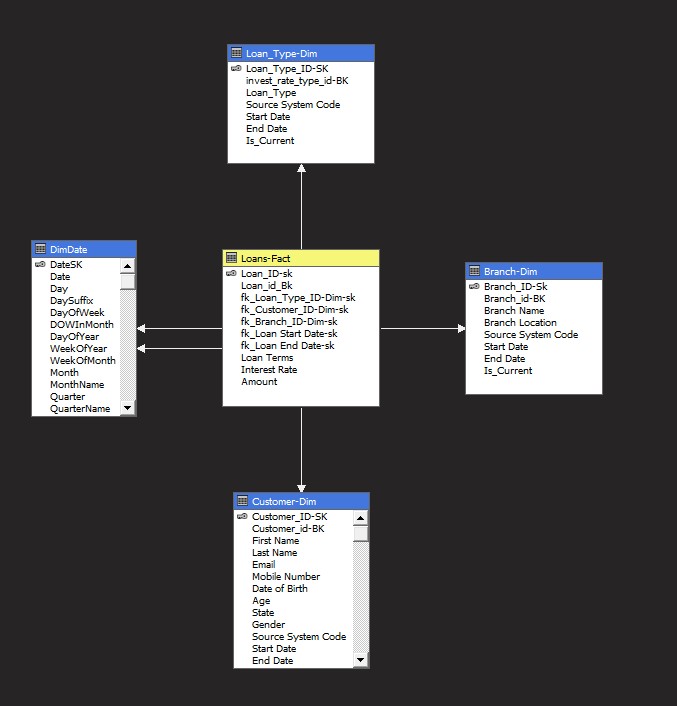 Loan_Type-Dim
Loan_Type_ID-SK
invest_rate_type_id-BK
Loan_Type
Source System Code
Start Date
End Date
Is_Current
DimDate
DateSK
Date
Day
DaySuffix
DayOfWeek
DOWInMonth
DayOfYear
WeekOfYear
WeekOfMonth
Month
MonthName
Quarter
QuarterName
Loans-Fact
Loan_ID-sk
Loan_id_Bk
fk_Loan_Type_ID-Dim-sk
fk_Customer_ID-Dim-sk
fk_Branch_ID-Dim-sk
fk_Loan Start Date-sk
fk_Loan End Date-sk
Loan Terms
Interest Rate
Amount
Branch-Dim
Branch_ID-Sk
Branch_id-BK
Branch Name
Branch Location
Source System Code
Start Date
End Date
Is_Current
Customer-Dim
Customer_ID-SK
Customer_id-BK
First Name
Last Name
Email
Mobile Number
Date of Birth
Age
State
Gender
Source System Code
Start Date
End Date